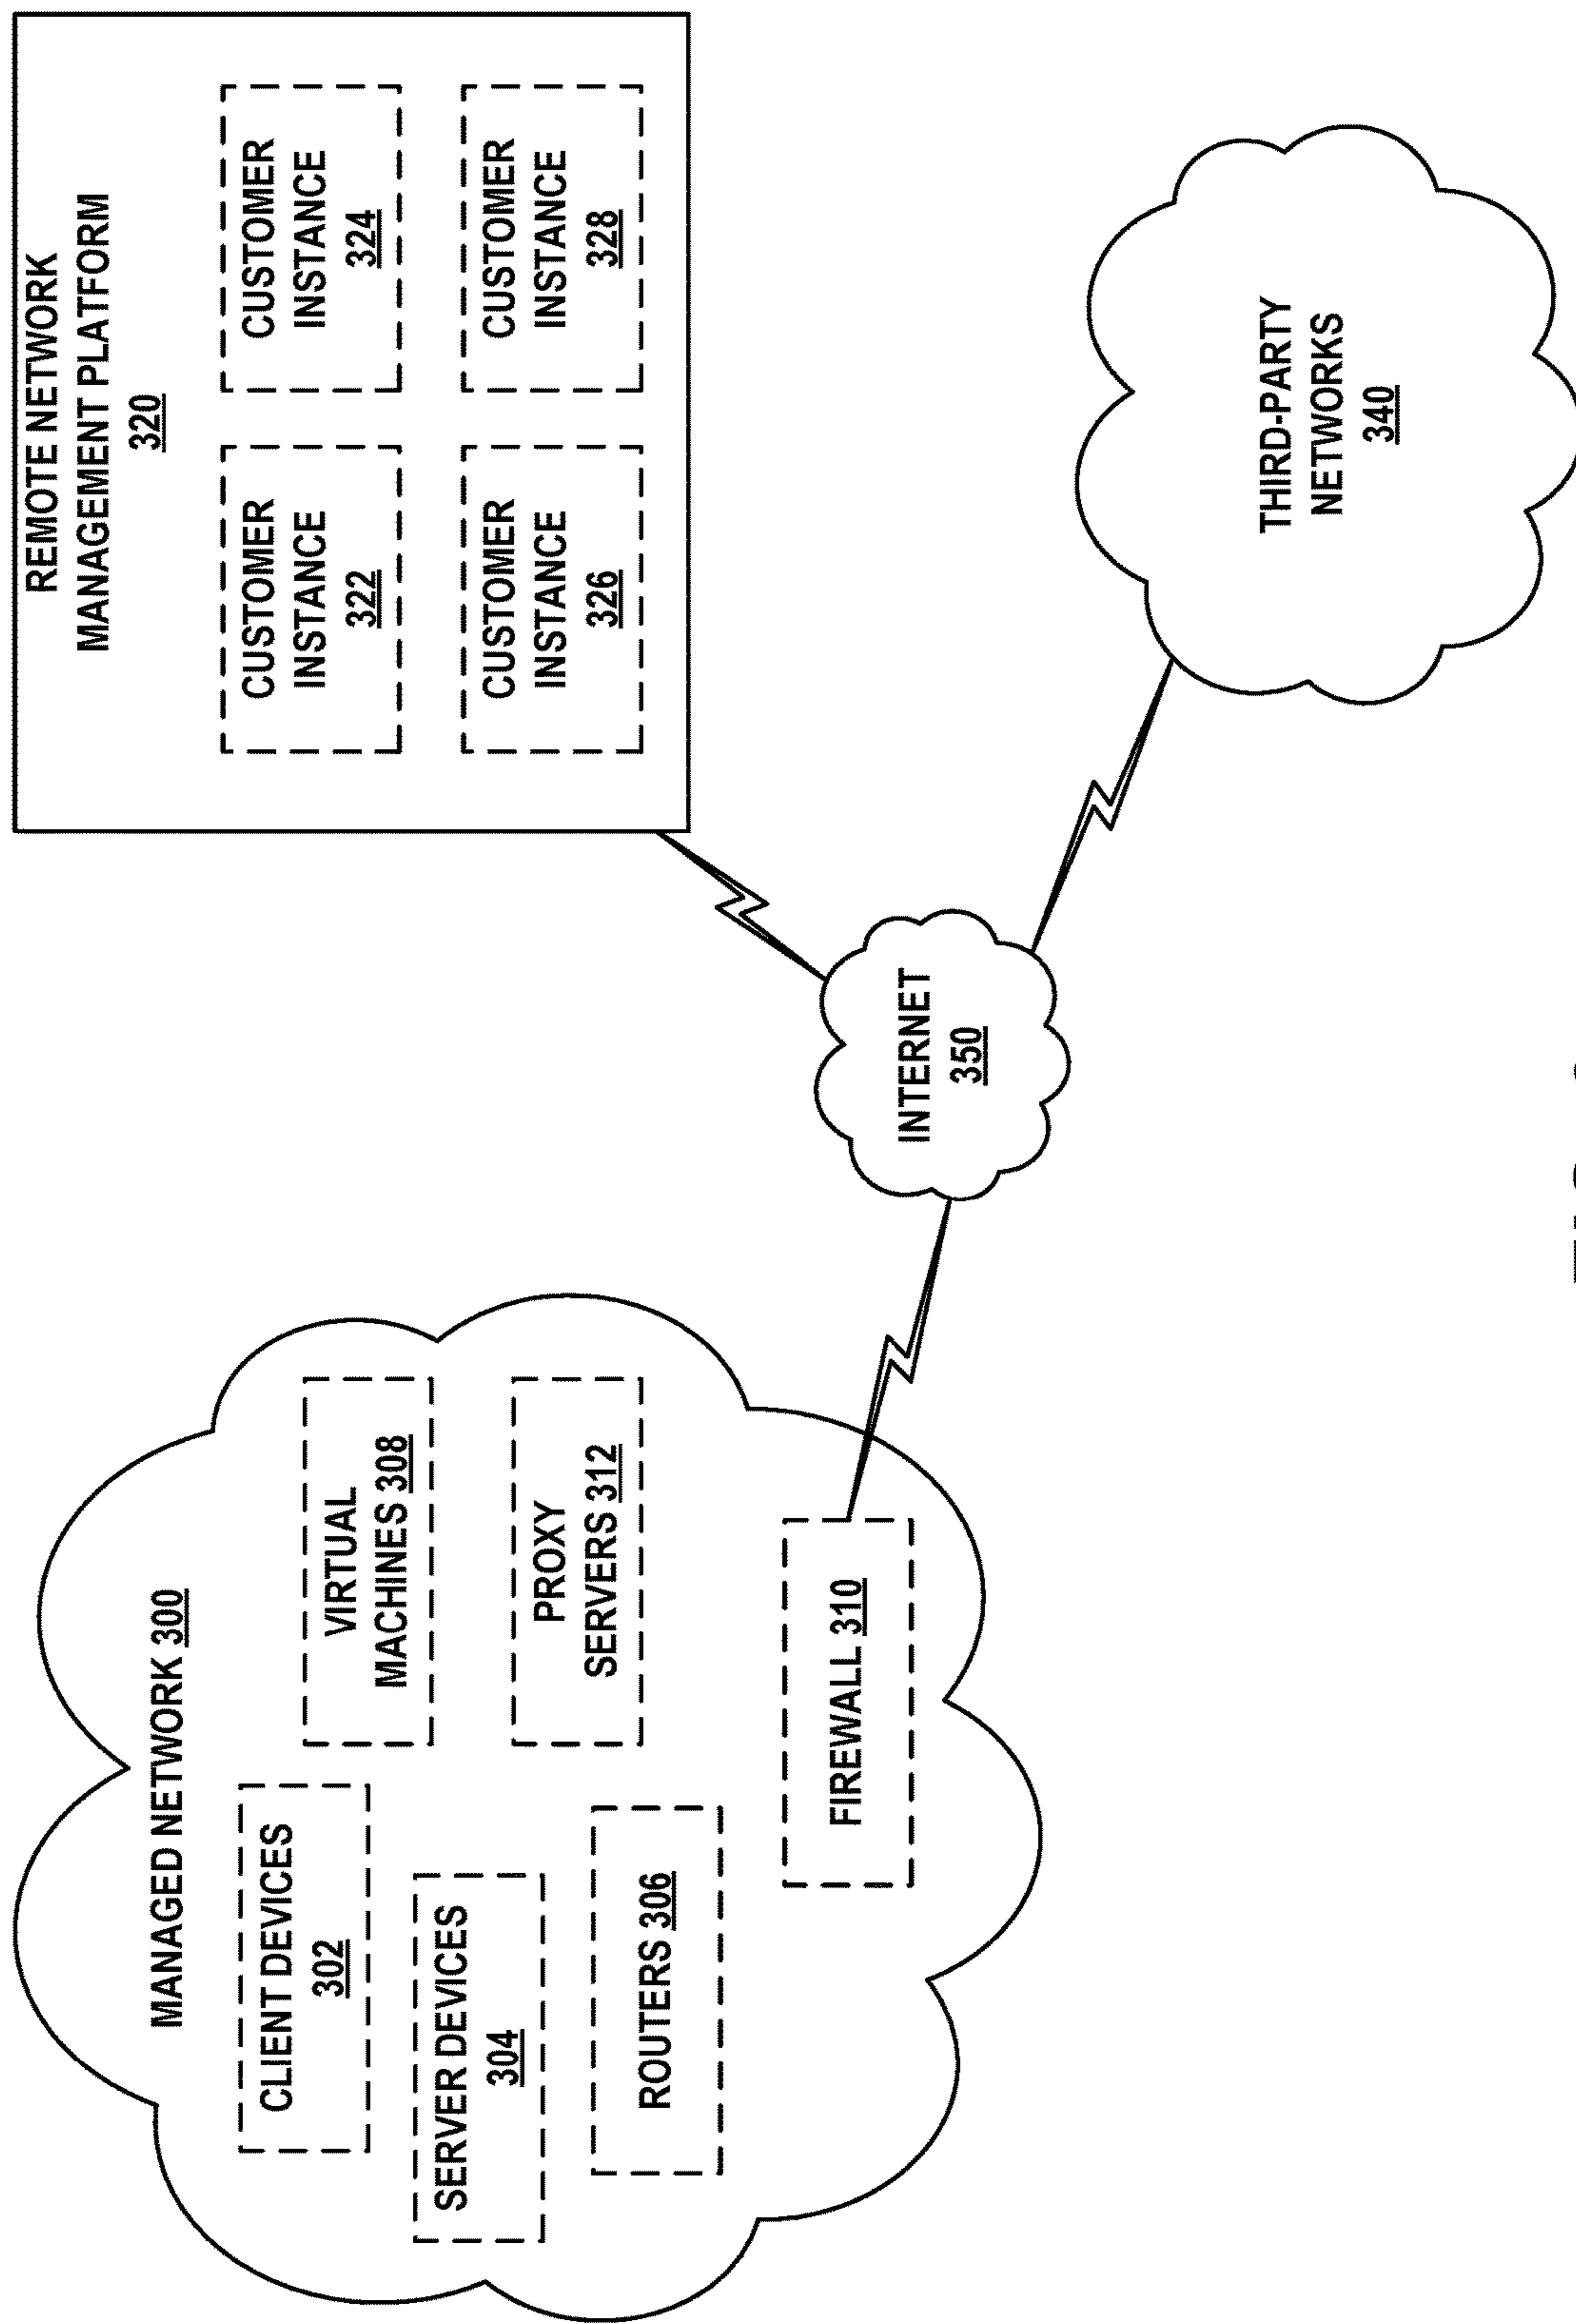 MANAGED NETWORK 300
CLIENT DEVICES
302
VIRTUAL
MACHINES 308
SERVER DEVICES
304
PROXY
SERVERS 312
ROUTERS 306
FIREWALL 310
INTERNET
350
REMOTE NETWORK
MANAGEMENT PLATFORM
320
CUSTOMER
INSTANCE
322
CUSTOMER
INSTANCE
324
CUSTOMER
INSTANCE
326
CUSTOMER
INSTANCE
328
THIRD-PARTY
NETWORKS
340